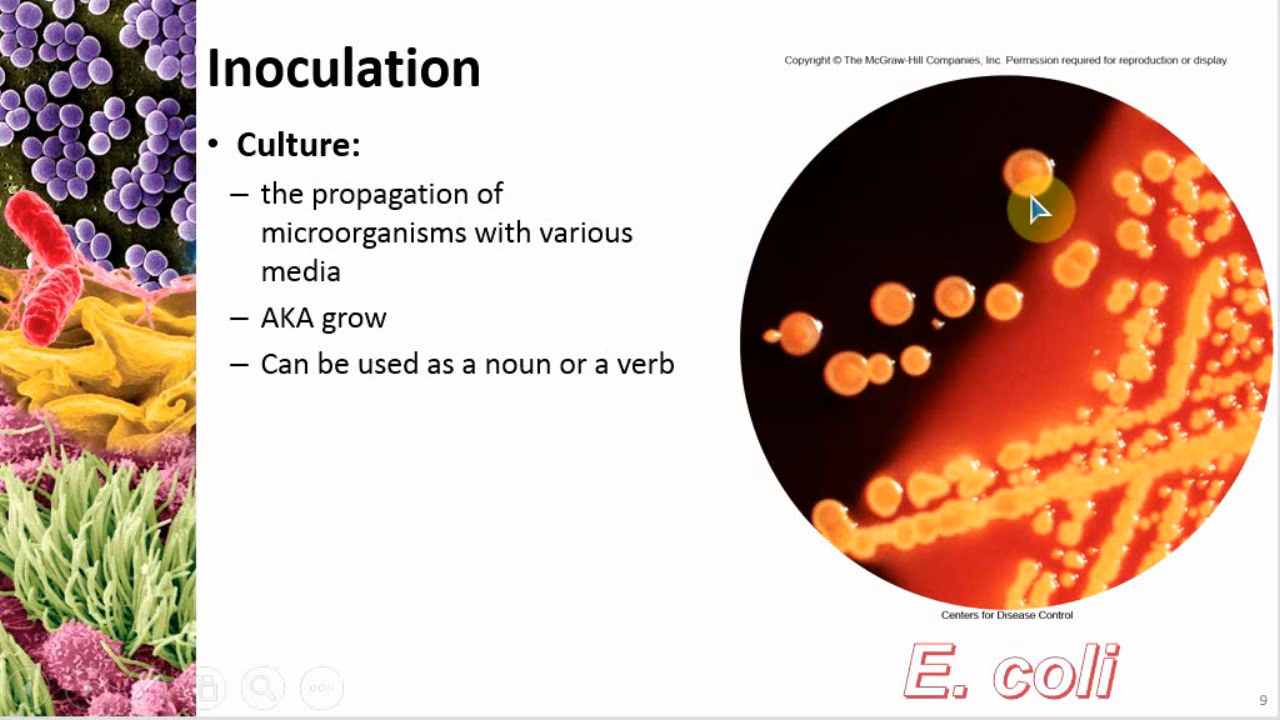 Inoculation
Copyright © The McGraw-Hill Companies, Inc. Permission required for reproduction or display
• Culture:
– the propagation of
microorganisms with various
media
– AKA grow
– Can be used as a noun or a verb
Centers for Disease Control
E. coli
9